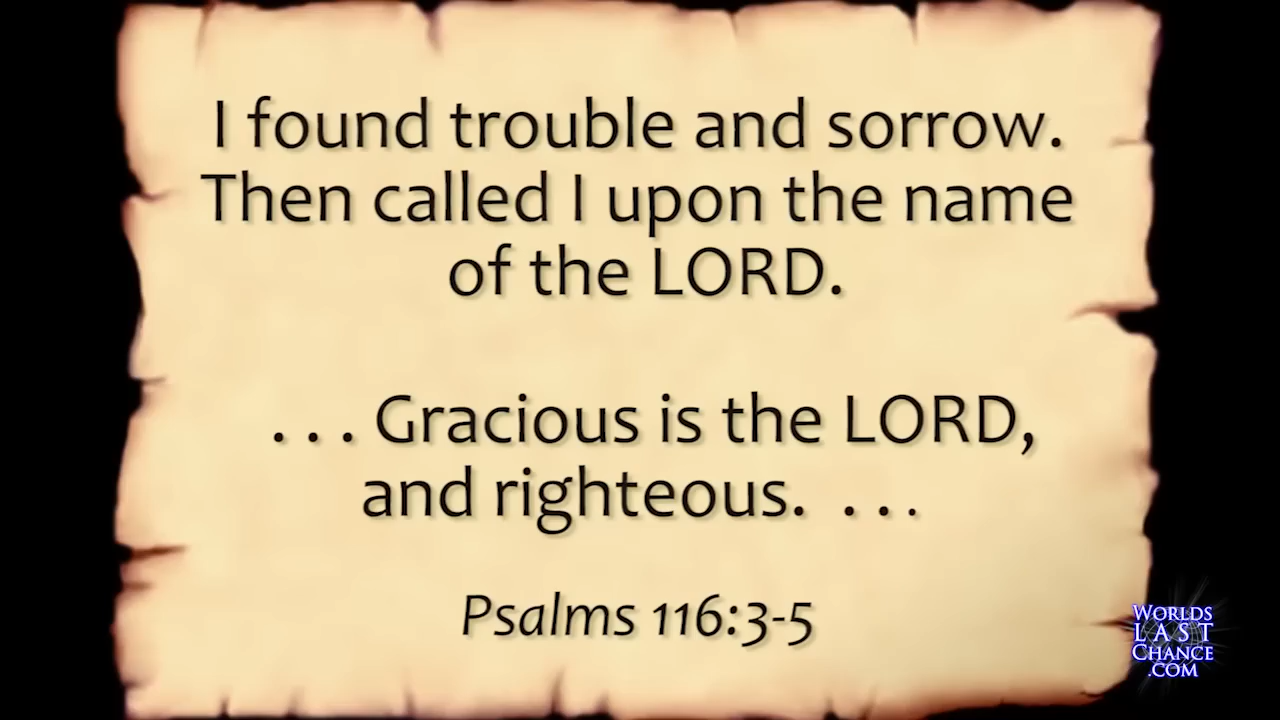 I found trouble and sorrow.
Then called I upon the name
of the LORD.
. . . Gracious is the LORD,
and righteous. . . .
Psalms 116:3-5
WORLDS
LAST
CHANCE
.COM